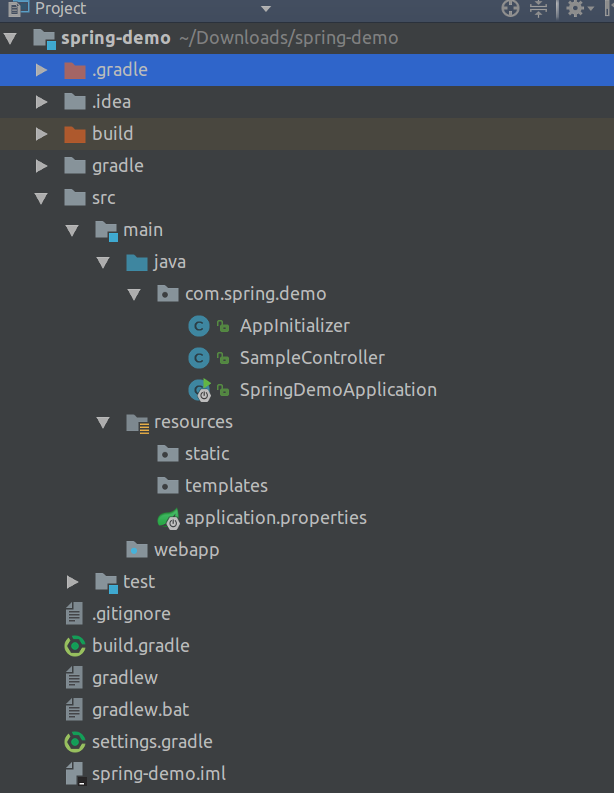 Project
spring-demo ~/Downloads/spring-demo
.gradle
.idea
build
gradle
src
main
java
com.spring.demo
C AppInitializer
C SampleController
C SpringDemoApplication
resources
static
templates
application.properties
webapp
test
.gitignore
build.gradle
gradlew
gradlew.bat
settings.gradle
spring-demo.iml